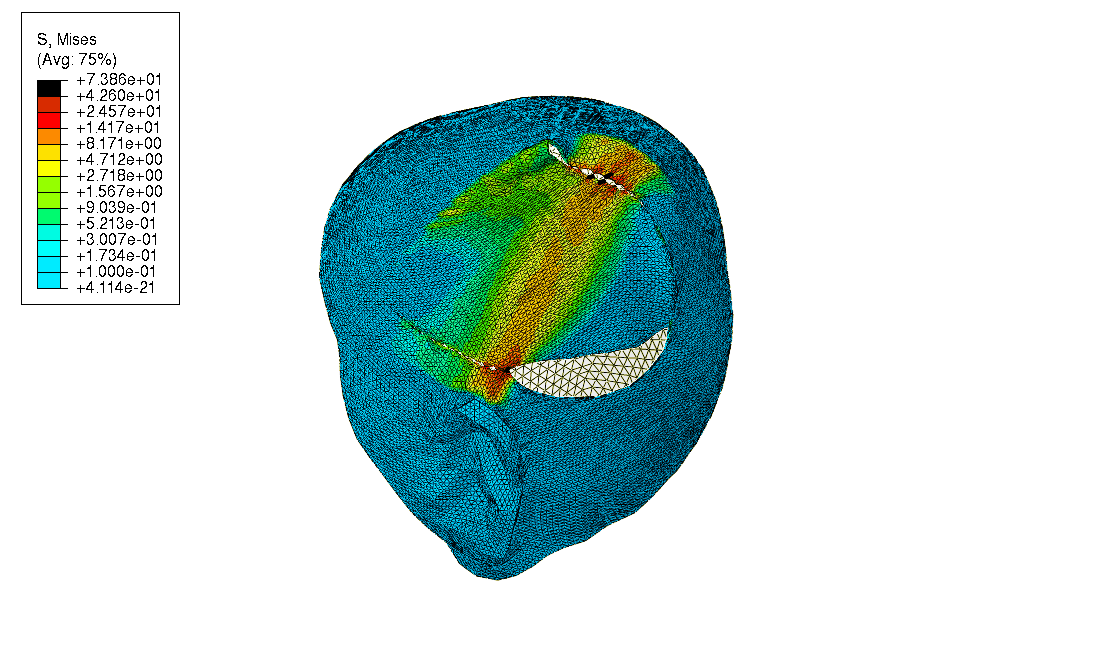 S, Mises
(Avg: 75%)
+7.386e+01
+4.260e+01
+2.457e+01
+1.417e+01
+8.171e+00
+4.712e+00
+2.718e+00
+1.567e+00
+9.039e-01
+5.213e-01
+3.007e-01
+1.734e-01
+1.000e-01
+4.114e-21